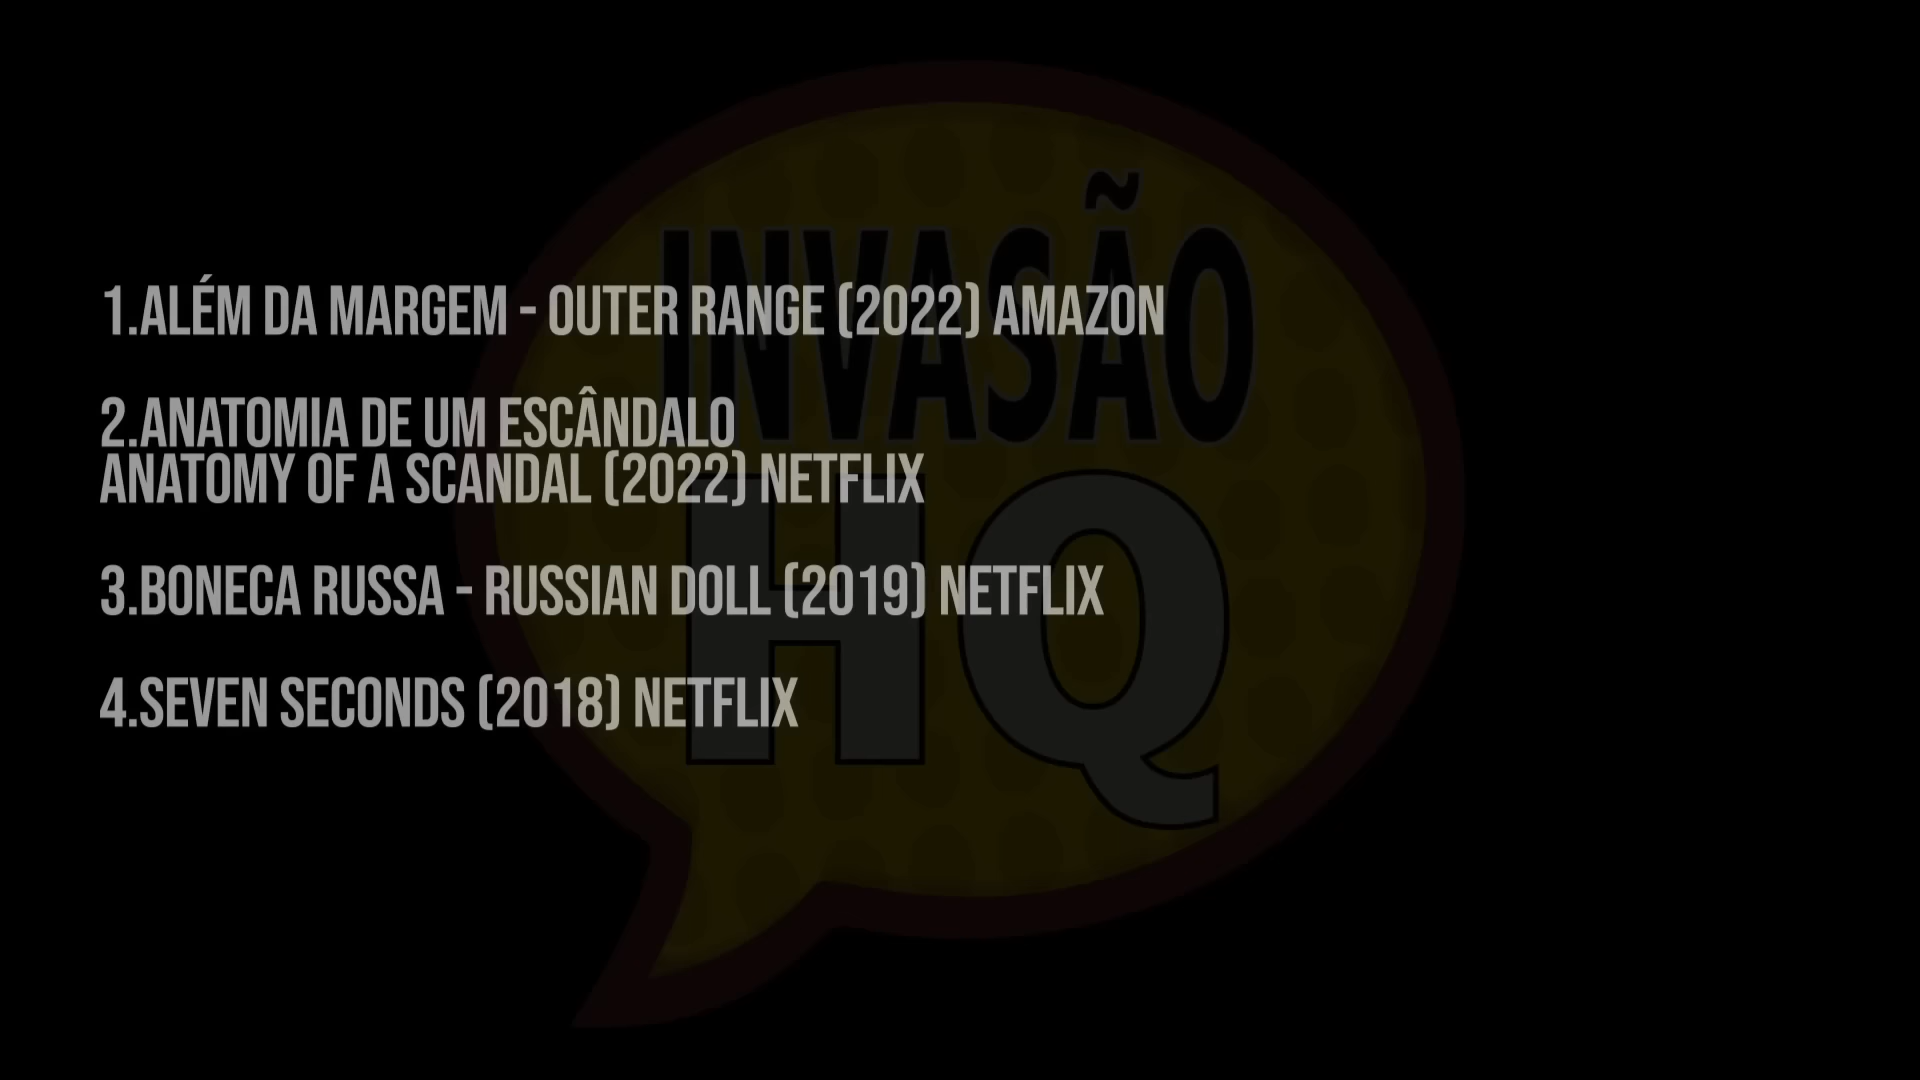 INVASÃO
HQ
1.ALÉM DA MARGEM - OUTER RANGE (2022) AMAZON
2.ANATOMIA DE UM ESCÂNDALO
ANATOMY OF A SCANDAL (2022) NETFLIX
3.BONECA RUSSA - RUSSIAN DOLL (2019) NETFLIX
4.SEVEN SECONDS (2018) NETFLIX